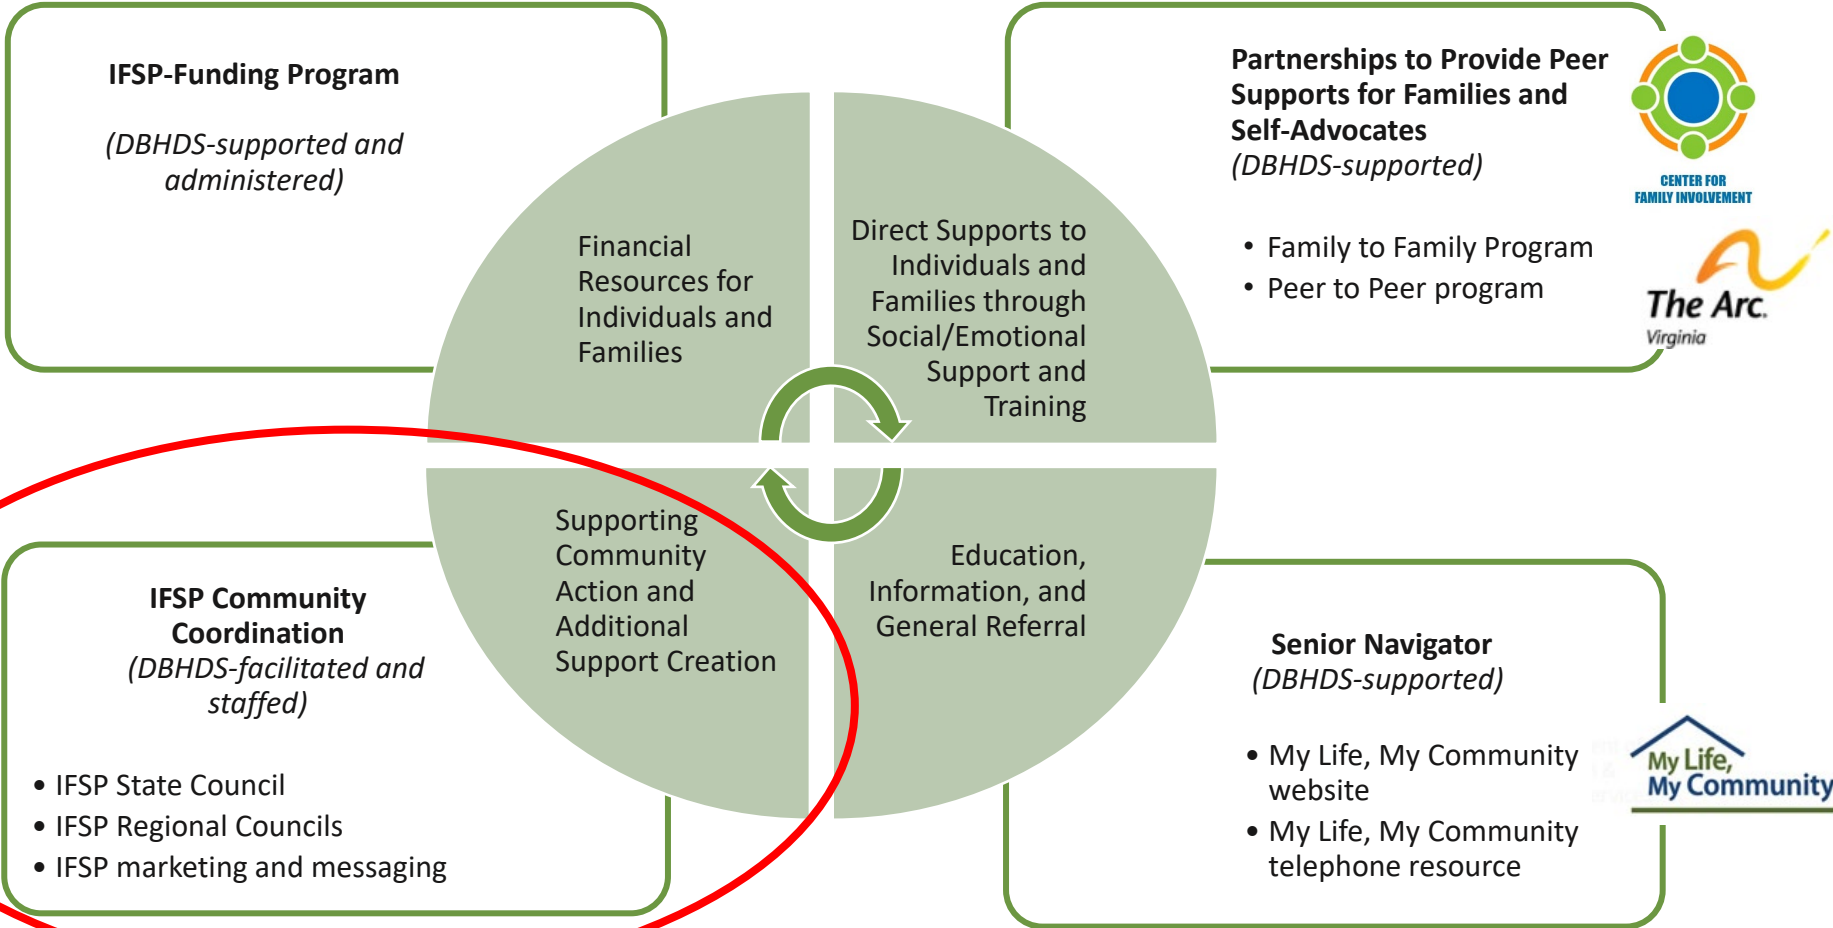 IFSP-Funding Program
(DBHDS-supported and
administered)
Financial
Resources for
Individuals and
Families
Direct Supports to
Individuals and
Families through
Social/Emotional
Support and
Training
Partnerships to Provide Peer
Supports for Families and
Self-Advocates
(DBHDS-supported)
• Family to Family Program
• Peer to Peer program
CENTER FOR
FAMILY INVOLVEMENT
The Arc.
Virginia
IFSP Community
Coordination
(DBHDS-facilitated and
staffed)
• IFSP State Council
• IFSP Regional Councils
• IFSP marketing and messaging
Supporting
Community
Action and
Additional
Support Creation
Education,
Information, and
General Referral
Senior Navigator
(DBHDS-supported)
• My Life, My Community
website
• My Life, My Community
telephone resource
My Life,
My Community